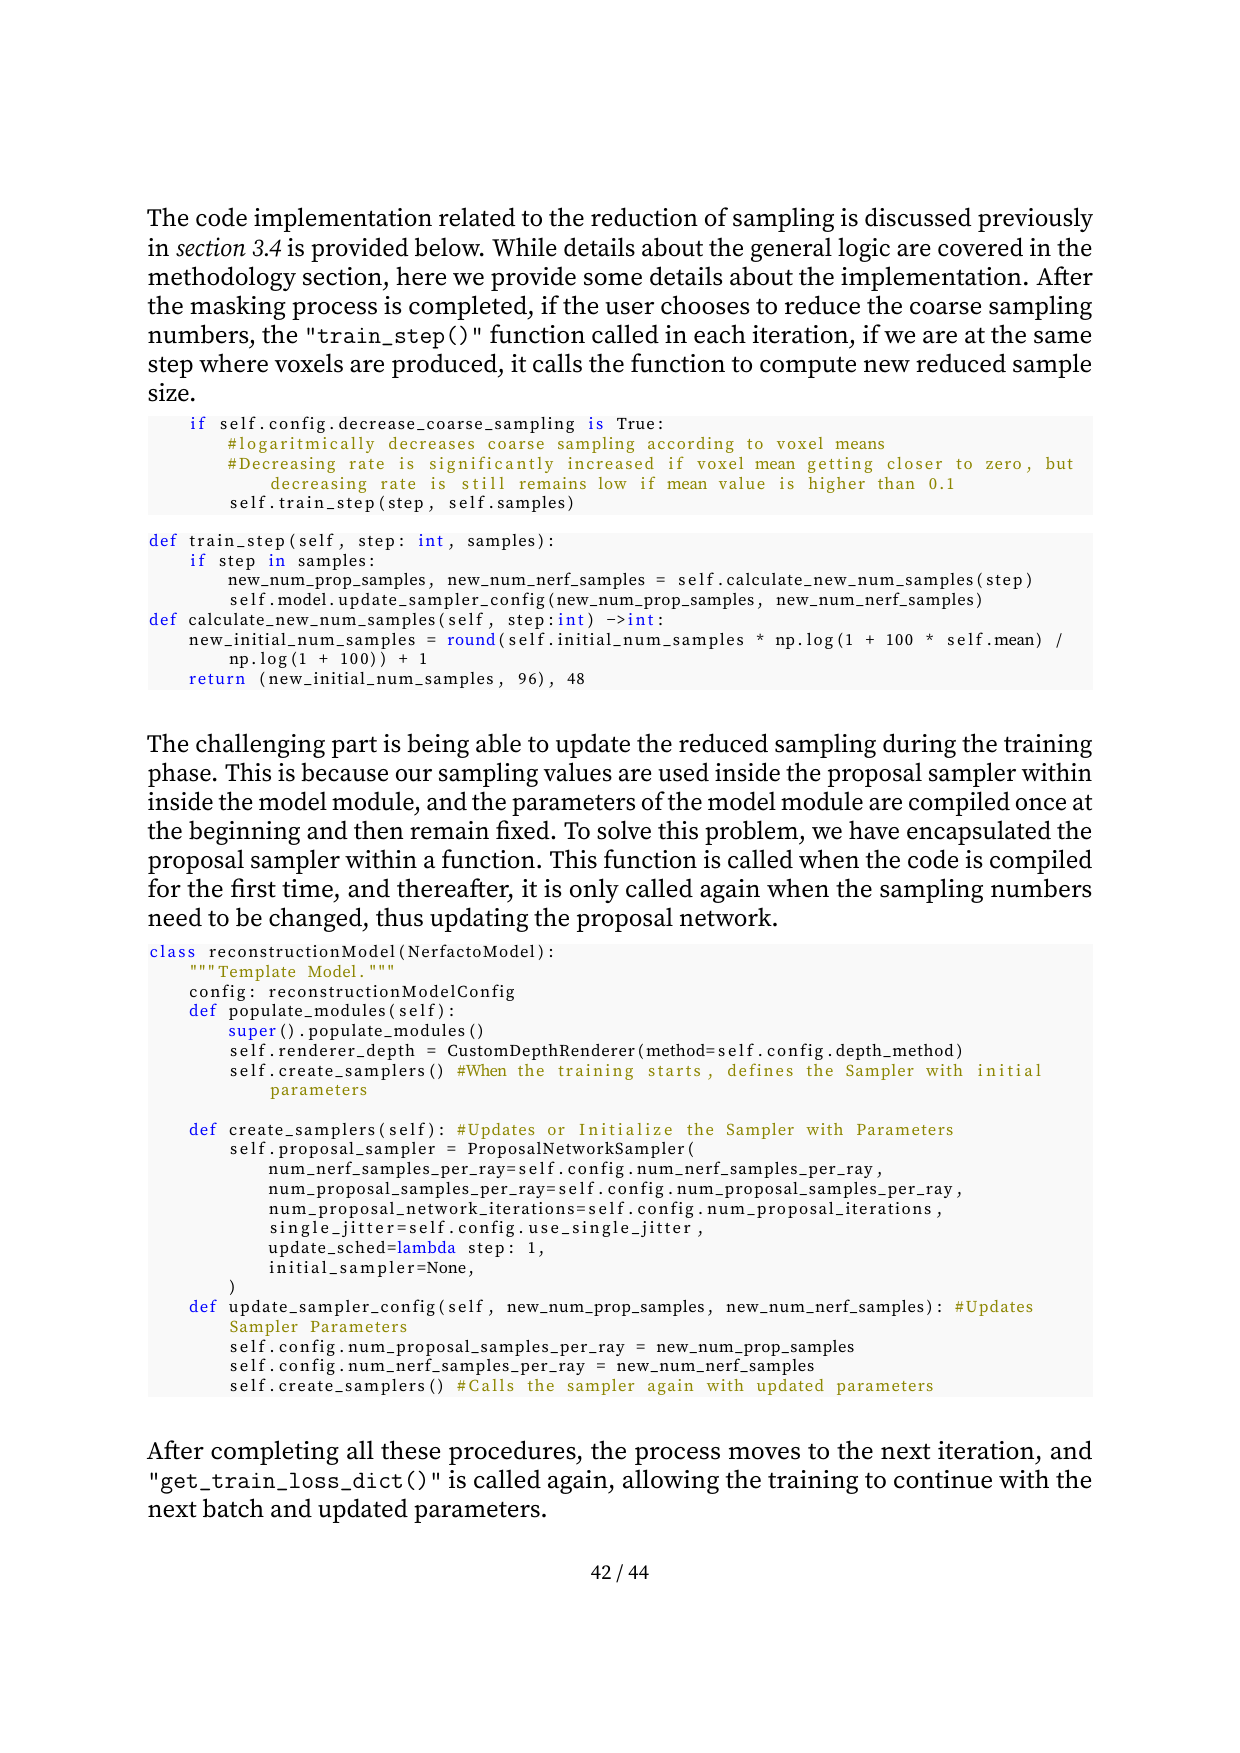 The code implementation related to the reduction of sampling is discussed previously
in section 3.4 is provided below. While details about the general logic are covered in the
methodology section, here we provide some details about the implementation. After
the masking process is completed, if the user chooses to reduce the coarse sampling
numbers, the "train_step()" function called in each iteration, if we are at the same
step where voxels are produced, it calls the function to compute new reduced sample
size.
if self.config.decrease_coarse_sampling is True:
#logaritmically decreases coarse sampling according to voxel means
#Decreasing rate is significantly increased if voxel mean getting closer to zero, but
decreasing rate is still remains low if mean value is higher than 0.1
self.train_step(step, self.samples)
def train_step(self, step: int, samples):
if step in samples:
new_num_prop_samples, new_num_nerf_samples = self.calculate_new_num_samples(step)
self.model.update_sampler_config(new_num_prop_samples, new_num_nerf_samples)
def calculate_new_num_samples(self, step:int) ->int:
new_initial_num_samples = round(self.initial_num_samples * np.log(1 + 100 * self.mean) /
np.log(1 + 100)) + 1
return (new_initial_num_samples, 96), 48
The challenging part is being able to update the reduced sampling during the training
phase. This is because our sampling values are used inside the proposal sampler within
inside the model module, and the parameters of the model module are compiled once at
the beginning and then remain fixed. To solve this problem, we have encapsulated the
proposal sampler within a function. This function is called when the code is compiled
for the first time, and thereafter, it is only called again when the sampling numbers
need to be changed, thus updating the proposal network.
class reconstructionModel(NerfactoModel):
"""Template Model."""
config: reconstructionModelConfig
def populate_modules(self):
super().populate_modules()
self.renderer_depth = CustomDepthRenderer(method=self.config.depth_method)
self.create_samplers() #When the training starts, defines the Sampler with initial
parameters
def create_samplers(self): #Updates or Initialize the Sampler with Parameters
self.proposal_sampler = ProposalNetworkSampler(
num_nerf_samples_per_ray=self.config.num_nerf_samples_per_ray,
num_proposal_samples_per_ray=self.config.num_proposal_samples_per_ray,
num_proposal_network_iterations=self.config.num_proposal_iterations,
single_jitter=self.config.use_single_jitter,
update_sched=lambda step: 1,
initial_sampler=None,
)
def update_sampler_config(self, new_num_prop_samples, new_num_nerf_samples): #Updates
Sampler Parameters
self.config.num_proposal_samples_per_ray = new_num_prop_samples
self.config.num_nerf_samples_per_ray = new_num_nerf_samples
self.create_samplers() #Calls the sampler again with updated parameters
After completing all these procedures, the process moves to the next iteration, and
"get_train_loss_dict()" is called again, allowing the training to continue with the
next batch and updated parameters.
42 / 44